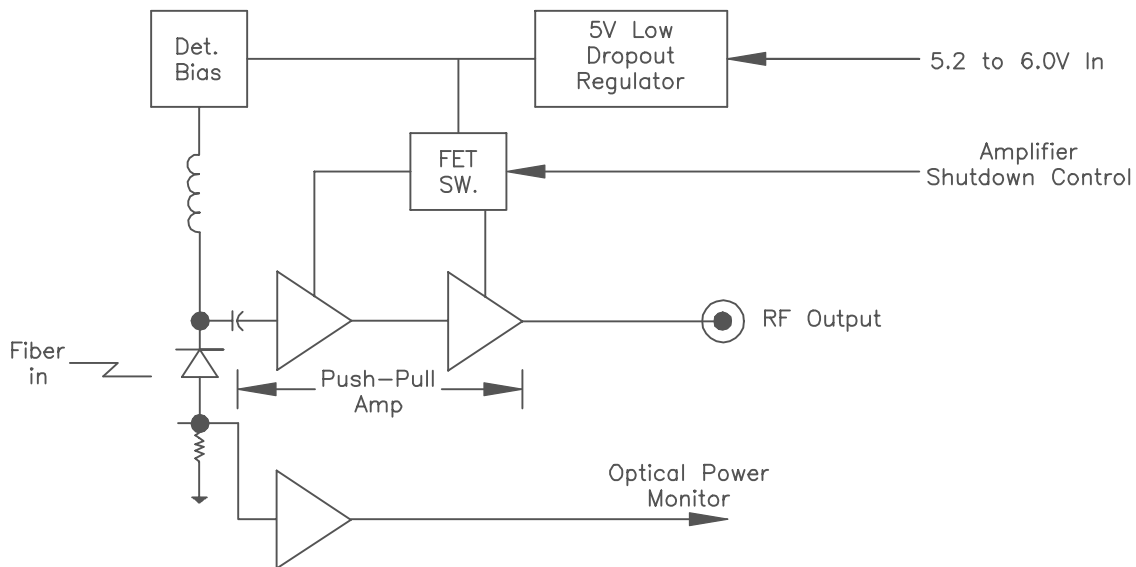 Det.
Bias
5V Low
Dropout
Regulator
5.2 to 6.0V In
FET
SW.
Amplifier
Shutdown Control
RF Output
Fiber
in
Push-Pull
Amp
Optical Power
Monitor